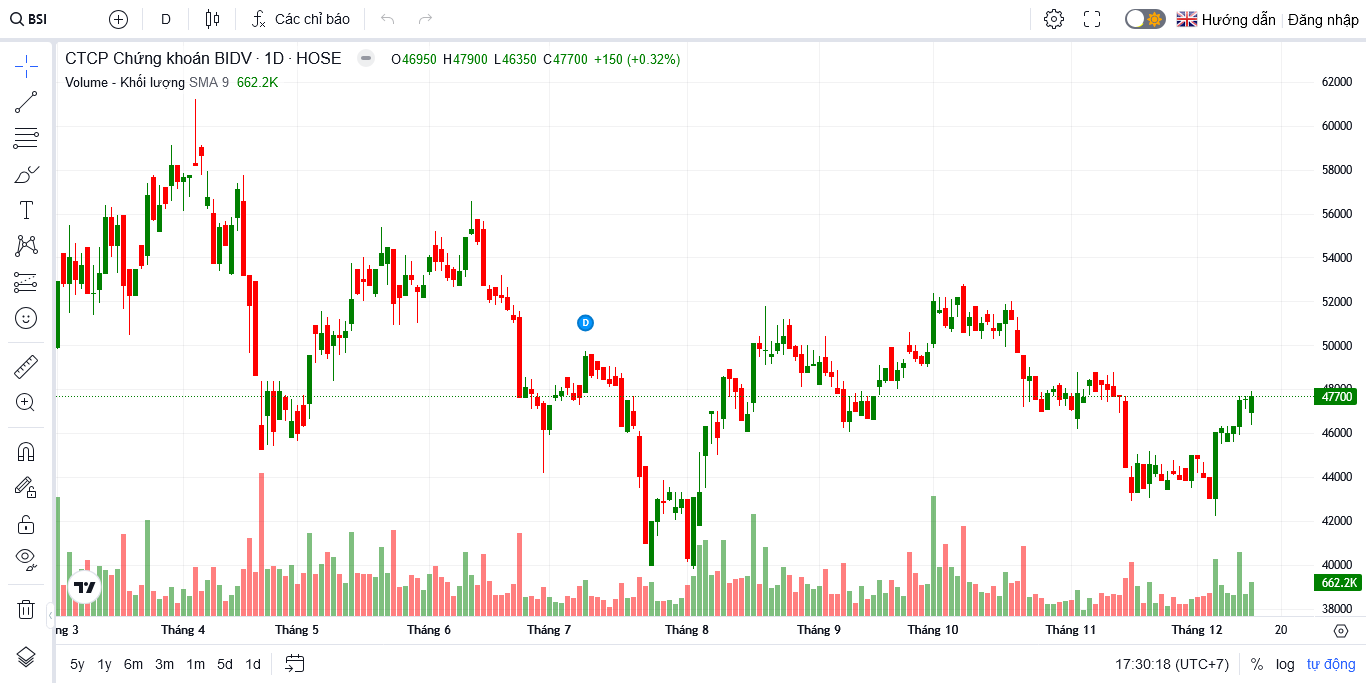 BSI D Các chỉ báo Hướng dẫn Đăng nhập
CTCP Chứng khoán BIDV · 1D · HOSE O46950 H47900 L46350 C47700 +150 (+0.32%)
Volume - Khối lượng SMA 9 662.2K
62000
60000
58000
56000
54000
52000
D
50000
48000
47700
46000
44000
42000
40000
662.2K
38000
ng 3 Tháng 4 Tháng 5 Tháng 6 Tháng 7 Tháng 8 Tháng 9 Tháng 10 Tháng 11 Tháng 12 20
5y 1y 6m 3m 1m 5d 1d 17:30:18 (UTC+7) % log tự động